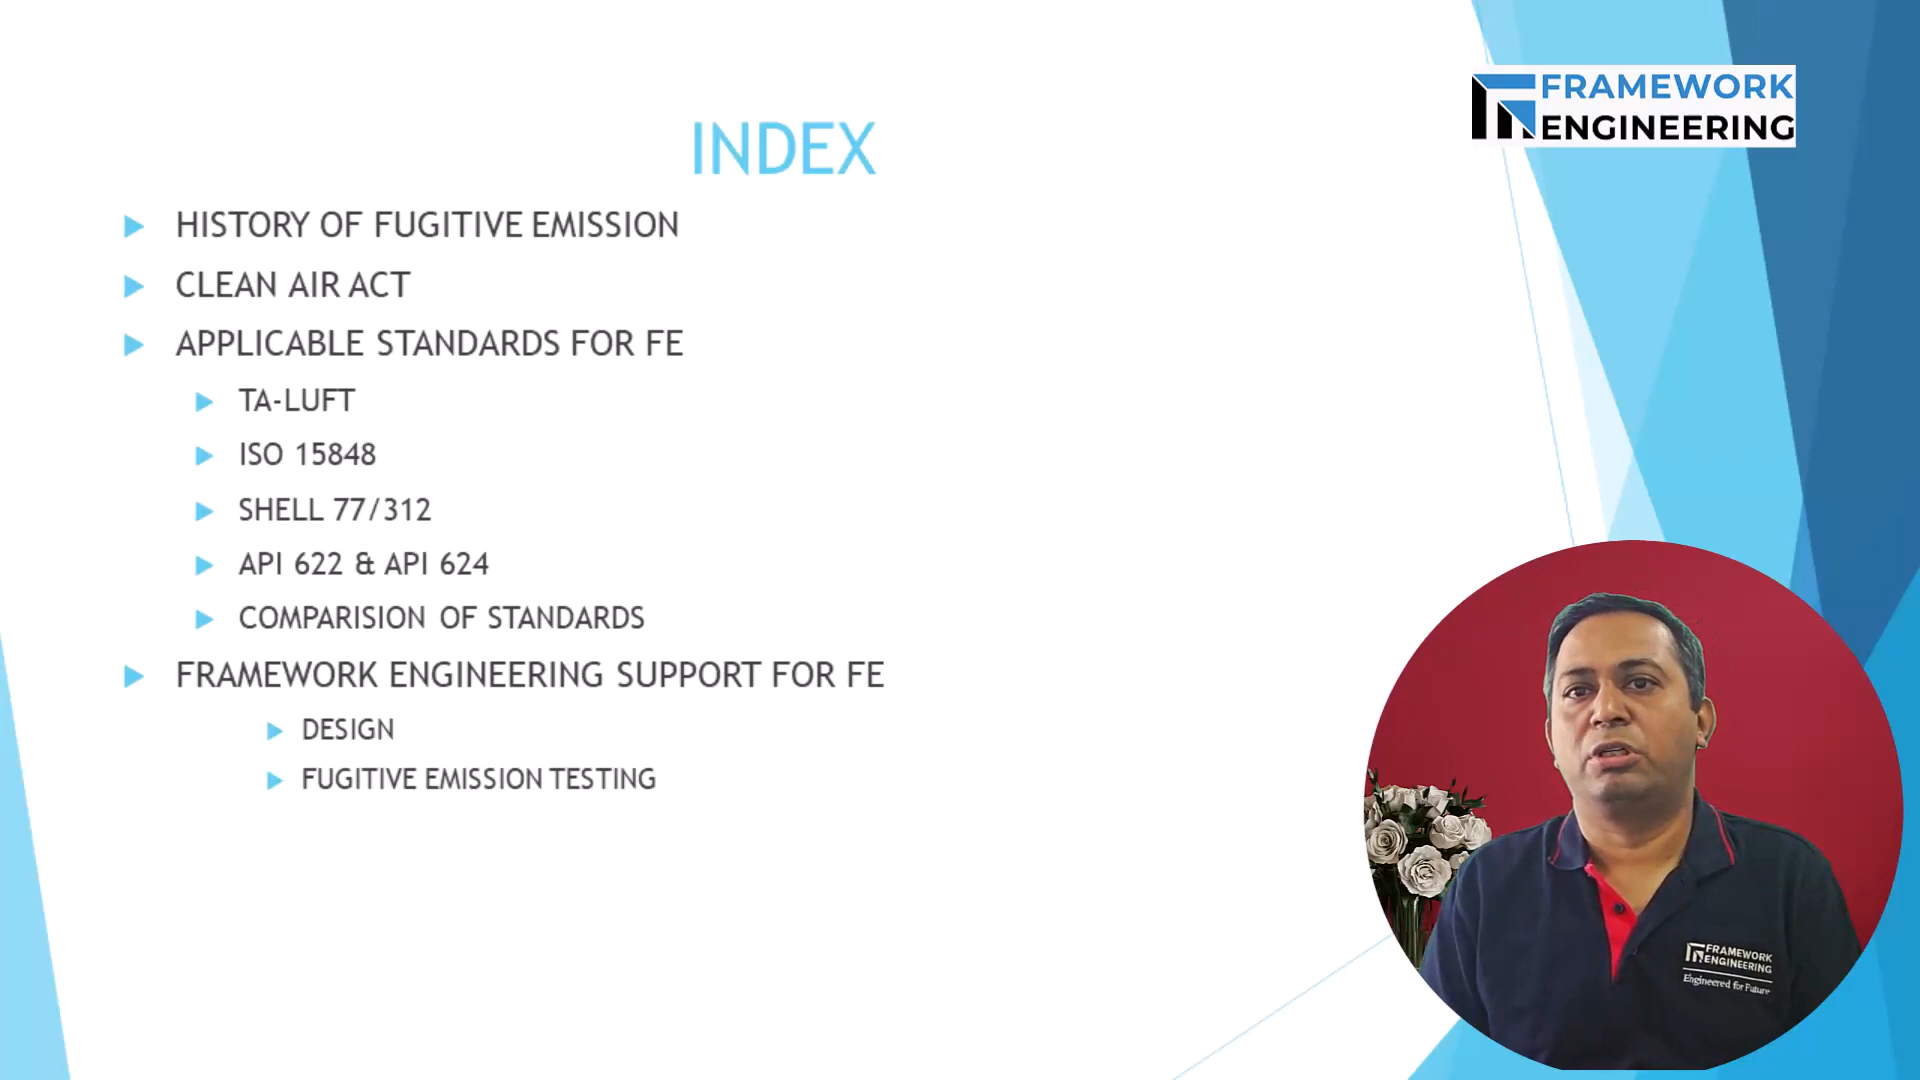 FRAMEWORK
ENGINEERING
INDEX
HISTORY OF FUGITIVE EMISSION
CLEAN AIR ACT
APPLICABLE STANDARDS FOR FE
TA-LUFT
ISO 15848
SHELL 77/312
API 622 & API 624
COMPARISION OF STANDARDS
FRAMEWORK ENGINEERING SUPPORT FOR FE
DESIGN
FUGITIVE EMISSION TESTING
FRAMEWORK
ENGINEERING
Engineered for Future